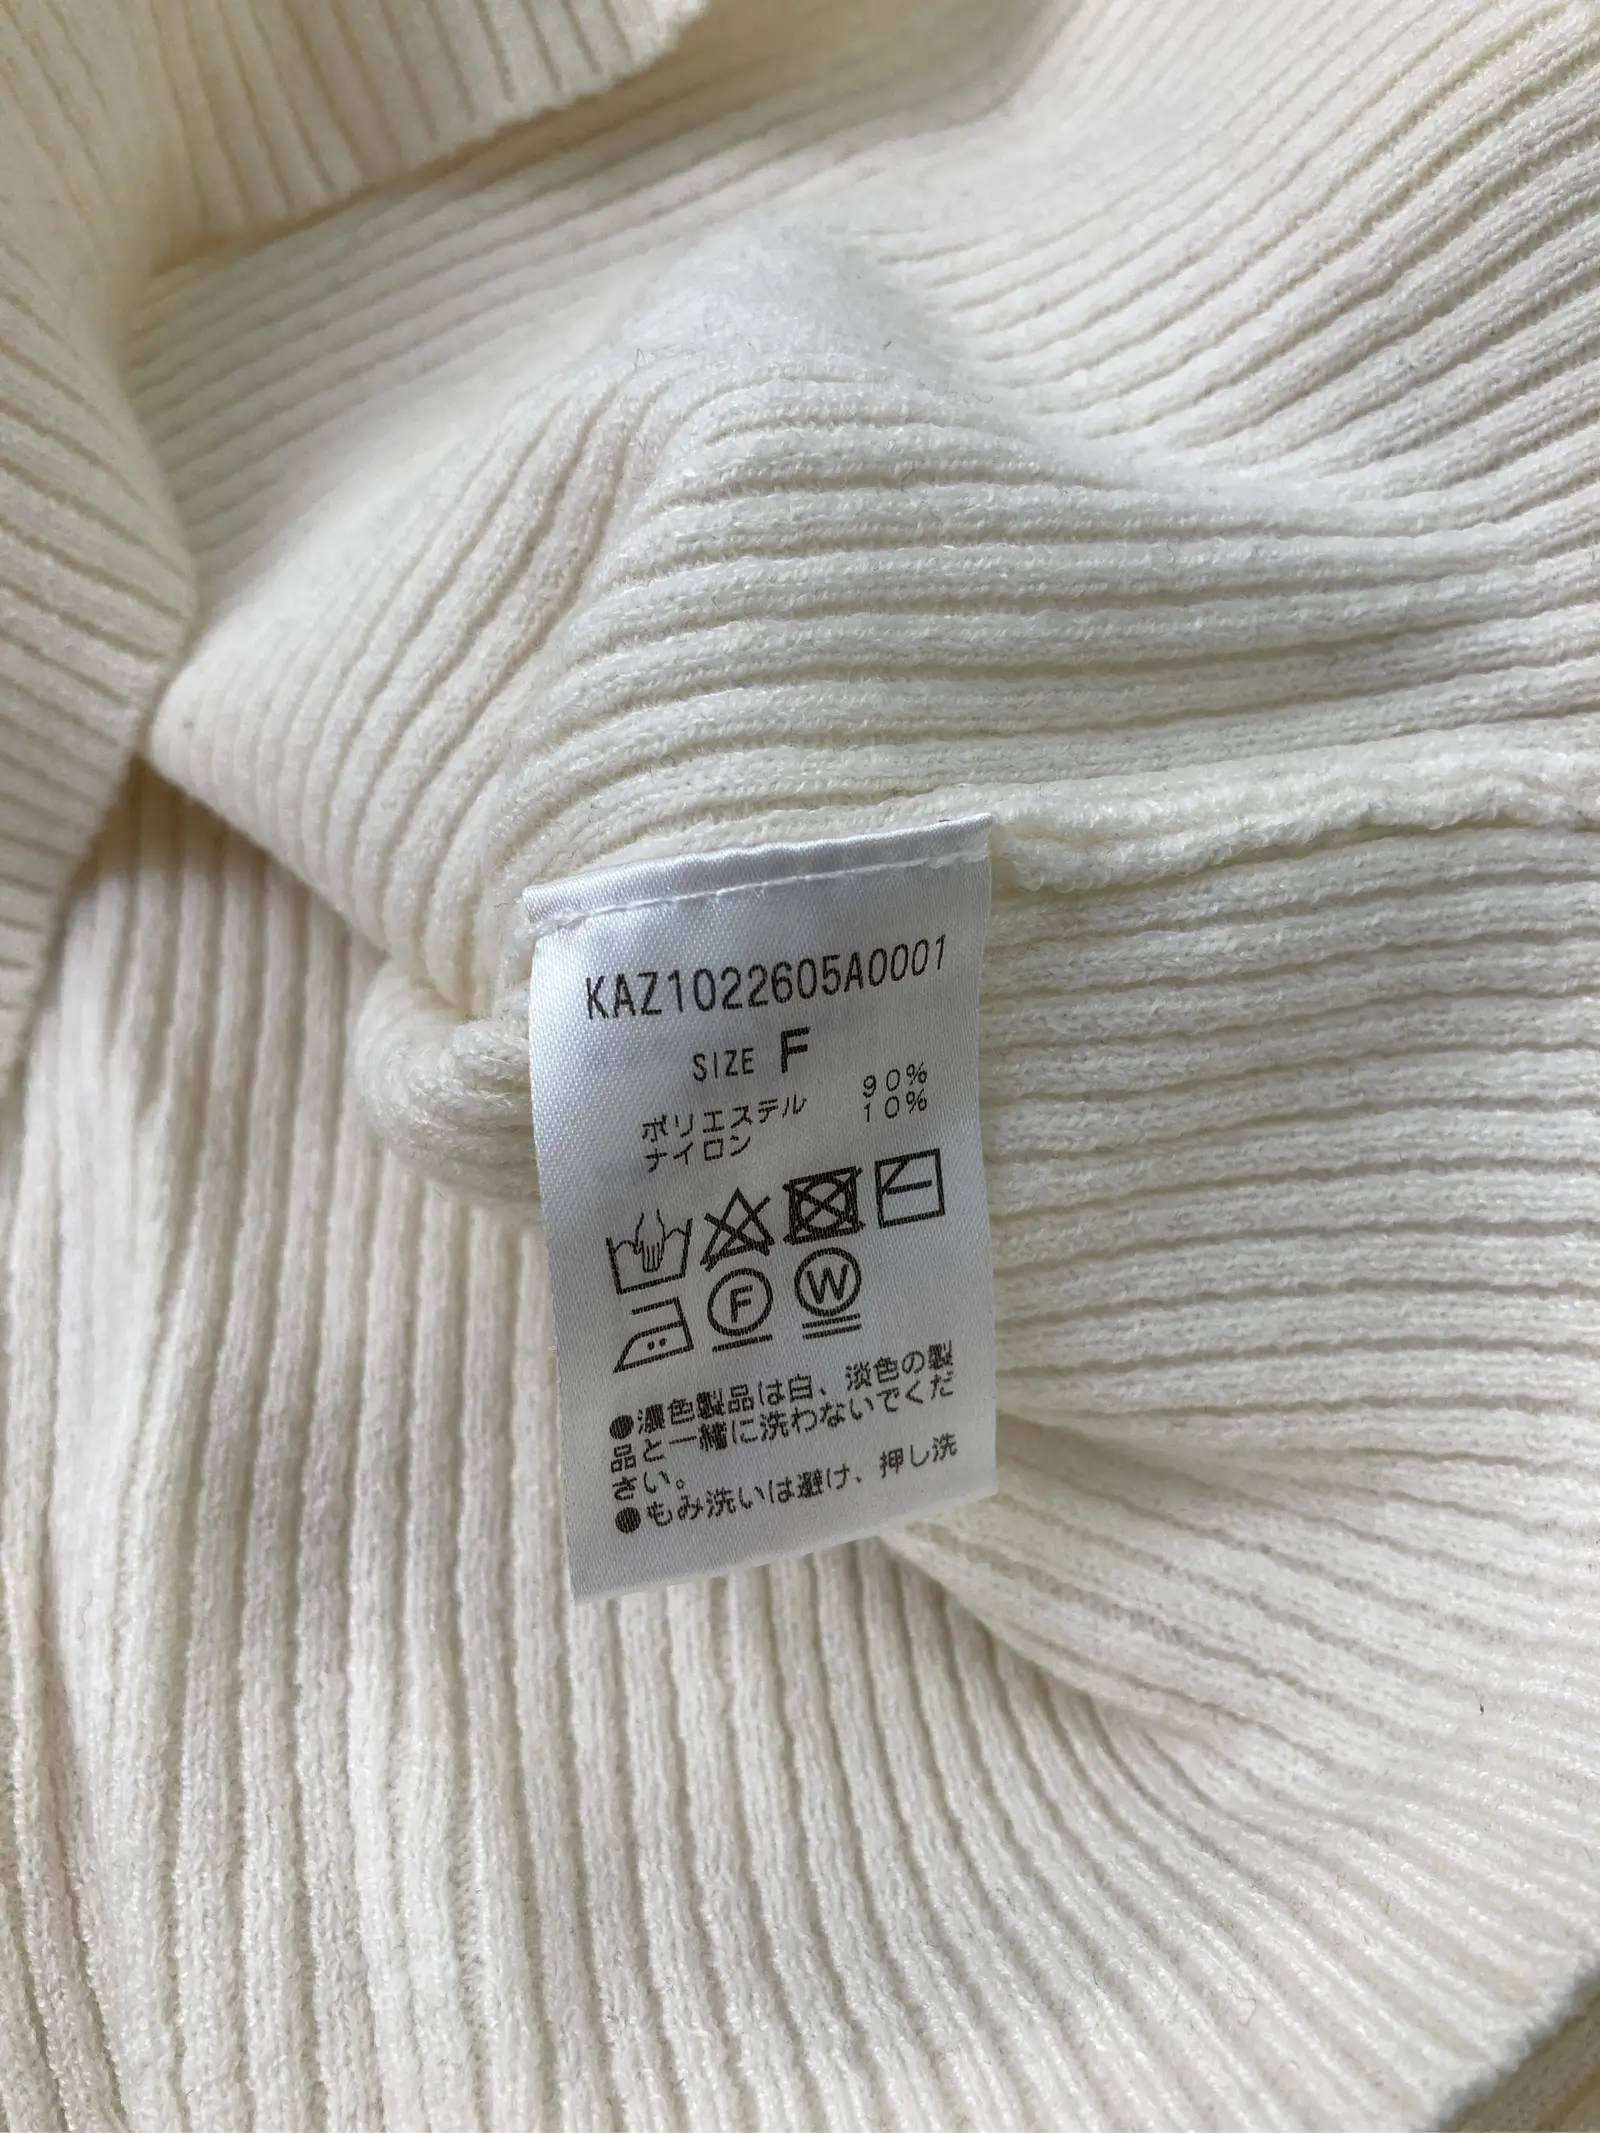 KAZ1022605A0001
SIZE F
ポリエステル 90%
ナイロン 10%
F W
●濃色製品は白、淡色の製
品と一緒に洗わないでくだ
さい。
●もみ洗いは避け、押し洗